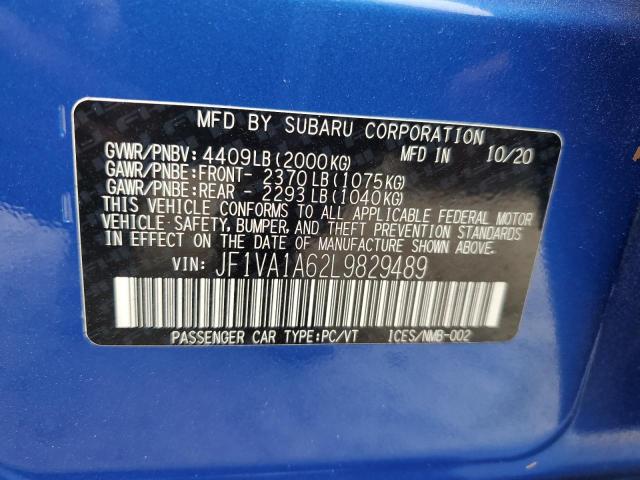 MFD BY SUBARU CORPORATION
GVWR/PNBV: 4409LB(2000KG) MFD IN 10/20
GAWR/PNBE:FRONT- 2370LB(1075KG)
GAWR/PNBE:REAR - 2293LB(1040KG)
THIS VEHICLE CONFORMS TO ALL APPLICABLE FEDERAL MOTOR
VEHICLE-SAFETY, BUMPER, AND THEFT PREVENTION STANDARDS
IN EFFECT ON THE DATE OF MANUFACTURE SHOWN ABOVE.
VIN: JF1VA1A62L9829489
PASSENGER CAR TYPE:PC/VT ICES/NMB-002